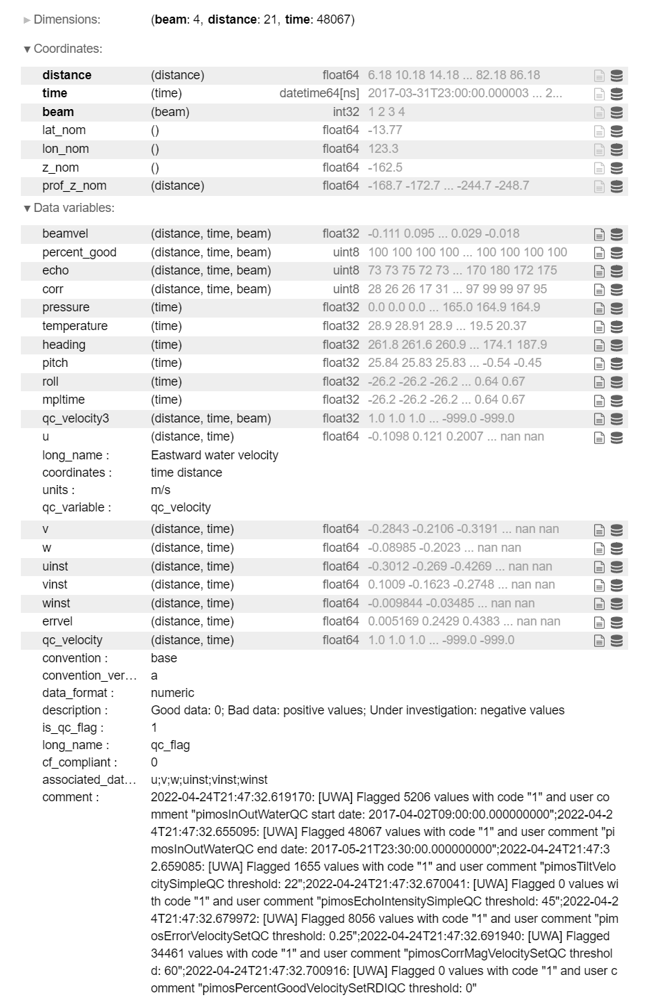 Dimensions: (beam: 4, distance: 21, time: 48067)
Coordinates:
distance (distance) float64 6.18 10.18 14.18 ... 82.18 86.18
time (time) datetime64[ns] 2017-03-31T23:00:00.000003 ... 2...
beam (beam) int32 1 2 3 4
lat_nom () float64 -13.77
lon_nom () float64 123.3
z_nom () float64 -162.5
prof_z_nom (distance) float64 -168.7 -172.7 ... -244.7 -248.7
Data variables:
beamvel (distance, time, beam) float32 -0.111 0.095 ... 0.029 -0.018
percent_good (distance, time, beam) uint8 100 100 100 100 ... 100 100 100 100
echo (distance, time, beam) uint8 73 73 75 72 73 ... 170 180 172 175
corr (distance, time, beam) uint8 28 26 26 17 31 ... 97 99 99 97 95
pressure (time) float32 0.0 0.0 0.0 ... 165.0 164.9 164.9
temperature (time) float32 28.9 28.91 28.9 ... 19.5 20.37
heading (time) float32 261.8 261.6 260.9 ... 174.1 187.9
pitch (time) float32 25.84 25.83 25.83 ... -0.54 -0.45
roll (time) float32 -26.2 -26.2 -26.2 ... 0.64 0.67
mpltime (time) float32 -26.2 -26.2 -26.2 ... 0.64 0.67
qc_velocity3 (distance, time, beam) float32 1.0 1.0 1.0 ... -999.0 -999.0
u (distance, time) float64 -0.1098 0.121 0.2007 ... nan nan
long_name : Eastward water velocity
coordinates : time distance
units : m/s
qc_variable : qc_velocity
v (distance, time) float64 -0.2843 -0.2106 -0.3191 ... nan nan
w (distance, time) float64 -0.08985 -0.2023 ... nan nan
uinst (distance, time) float64 -0.3012 -0.269 -0.4269 ... nan nan
vinst (distance, time) float64 0.1009 -0.1623 -0.2748 ... nan nan
winst (distance, time) float64 -0.009844 -0.03485 ... nan nan
errvel (distance, time) float64 0.005169 0.2429 0.4383 ... nan nan
qc_velocity (distance, time) float64 1.0 1.0 1.0 ... -999.0 -999.0
convention : base
convention_ver... a
data_format : numeric
description : Good data: 0; Bad data: positive values; Under investigation: negative values
is_qc_flag : 1
long_name : qc_flag
cf_compliant : 0
associated_dat... u;v;w;uinst;vinst;winst
comment : 2022-04-24T21:47:32.619170: [UWA] Flagged 5206 values with code "1" and user co
mment "pimosInOutWaterQC start date: 2017-04-02T09:00:00.000000000";2022-04-2
4T21:47:32.655095: [UWA] Flagged 48067 values with code "1" and user comment "pi
mosInOutWaterQC end date: 2017-05-21T23:30:00.000000000";2022-04-24T21:47:3
2.659085: [UWA] Flagged 1655 values with code "1" and user comment "pimosTiltVelo
citySimpleQC threshold: 22";2022-04-24T21:47:32.670041: [UWA] Flagged 0 values wi
th code "1" and user comment "pimosEchoIntensitySimpleQC threshold: 45";2022-04-2
4T21:47:32.679972: [UWA] Flagged 8056 values with code "1" and user comment "pim
osErrorVelocitySetQC threshold: 0.25";2022-04-24T21:47:32.691940: [UWA] Flagged
34461 values with code "1" and user comment "pimosCorrMagVelocitySetQC threshol
d: 60";2022-04-24T21:47:32.700916: [UWA] Flagged 0 values with code "1" and user c
omment "pimosPercentGoodVelocitySetRDIQC threshold: 0"